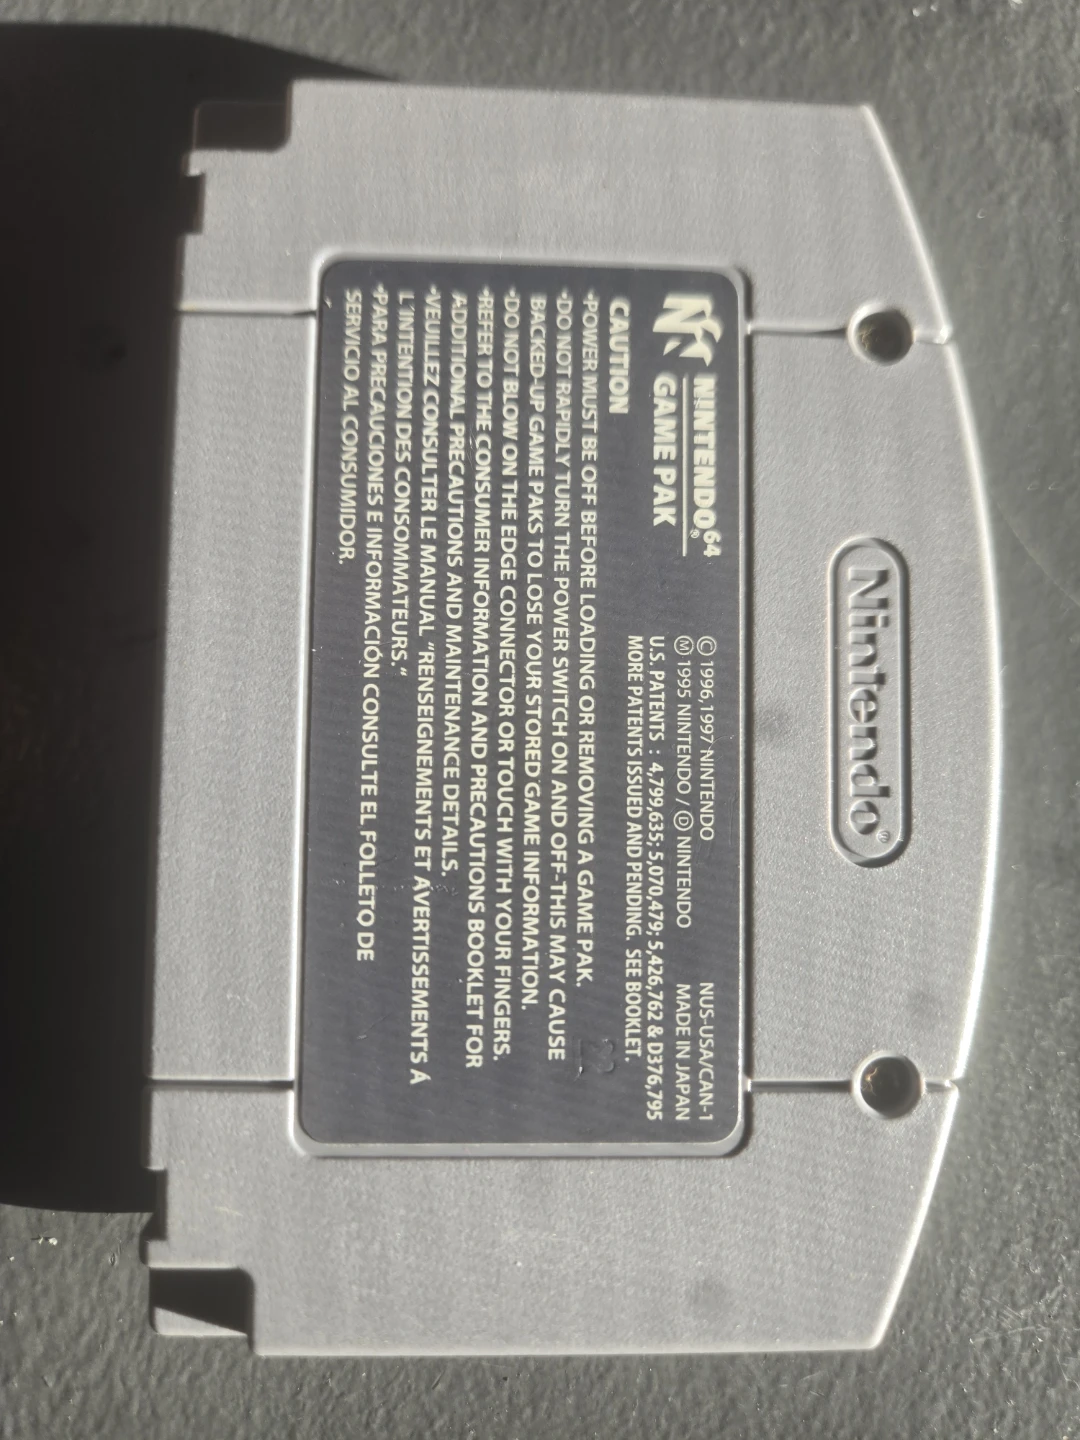 Nintendo®
NINTENDO®64
GAME PAK
© 1996,1997 NINTENDO
Ⓜ 1995 NINTENDO / Ⓓ NINTENDO
U.S. PATENTS : 4,799,635; 5,070,479; 5,426,762 & D376,795
MORE PATENTS ISSUED AND PENDING. SEE BOOKLET.
NUS-USA/CAN-1
MADE IN JAPAN
CAUTION
•POWER MUST BE OFF BEFORE LOADING OR REMOVING A GAME PAK.
•DO NOT RAPIDLY TURN THE POWER SWITCH ON AND OFF-THIS MAY CAUSE
BACKED-UP GAME PAKS TO LOSE YOUR STORED GAME INFORMATION.
•DO NOT BLOW ON THE EDGE CONNECTOR OR TOUCH WITH YOUR FINGERS.
•REFER TO THE CONSUMER INFORMATION AND PRECAUTIONS BOOKLET FOR
ADDITIONAL PRECAUTIONS AND MAINTENANCE DETAILS.
•VEUILLEZ CONSULTER LE MANUAL “RENSEIGNEMENTS ET AVERTISSEMENTS Á
L´INTENTION DES CONSOMMATEURS.“
•PARA PRECAUCIONES E INFORMACIÓN CONSULTE EL FOLLETO DE
SERVICIO AL CONSUMIDOR.